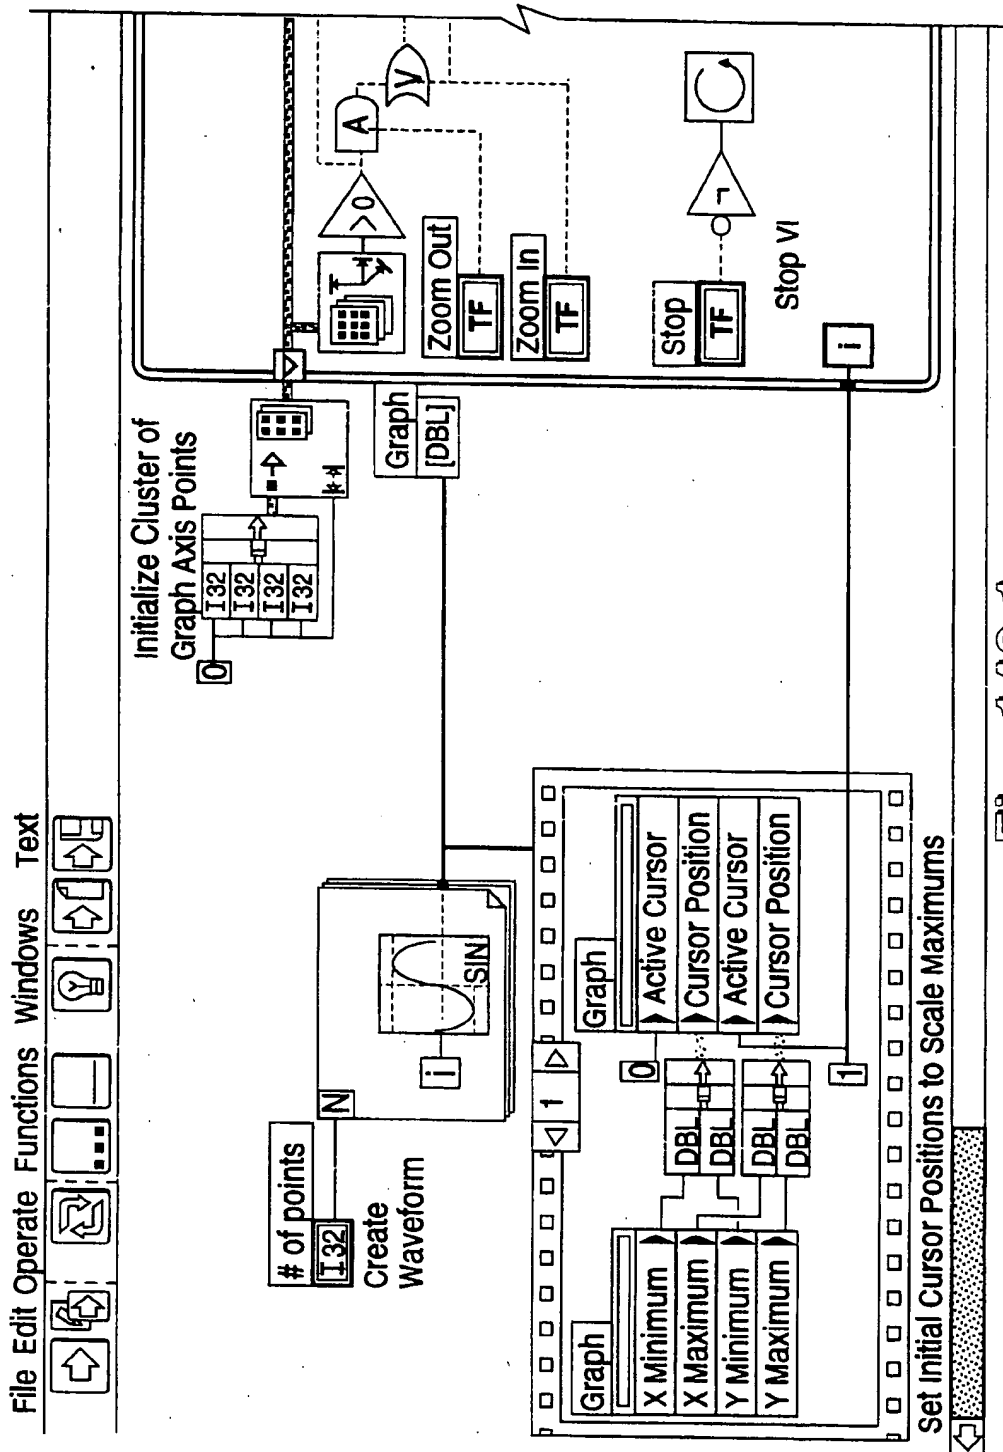 File Edit Operate Functions Windows Text
# of points
I32
N
Create
Waveform
i
SIN
Initialize Cluster of
Graph Axis Points
0
I32
I32
I32
I32
Graph
[DBL]
> 0
A
V
Zoom Out
TF
Zoom In
TF
Stop
TF
Stop VI
1
Graph
X Minimum
X Maximum
Y Minimum
Y Maximum
DBL
DBL
DBL
DBL
0
1
Graph
Active Cursor
Cursor Position
Active Cursor
Cursor Position
Set Initial Cursor Positions to Scale Maximums